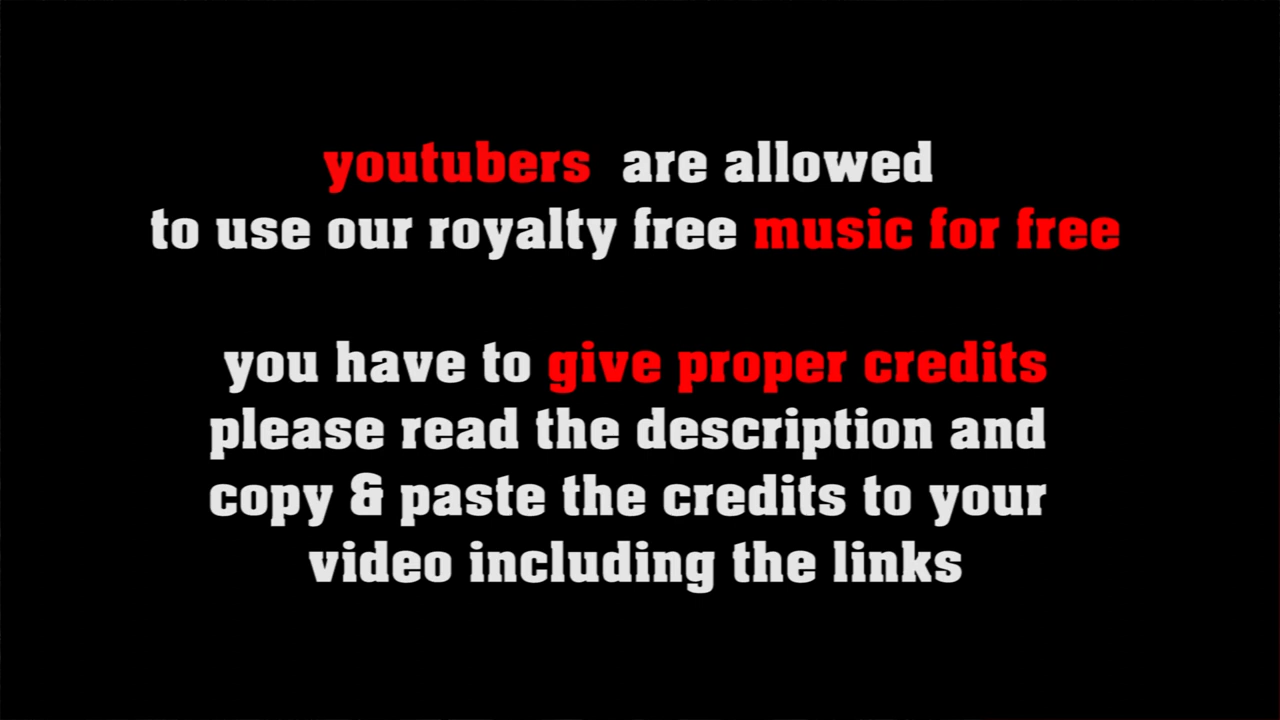 youtubers are allowed
to use our royalty free music for free
you have to give proper credits
please read the description and
copy & paste the credits to your
video including the links